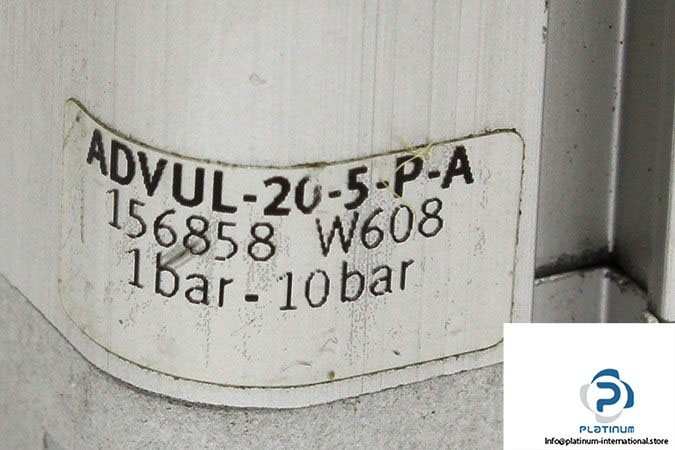 ADVUL-20-5-P-A
156858 W608
1bar - 10bar
PLATINUM
Info@platinum-international.store